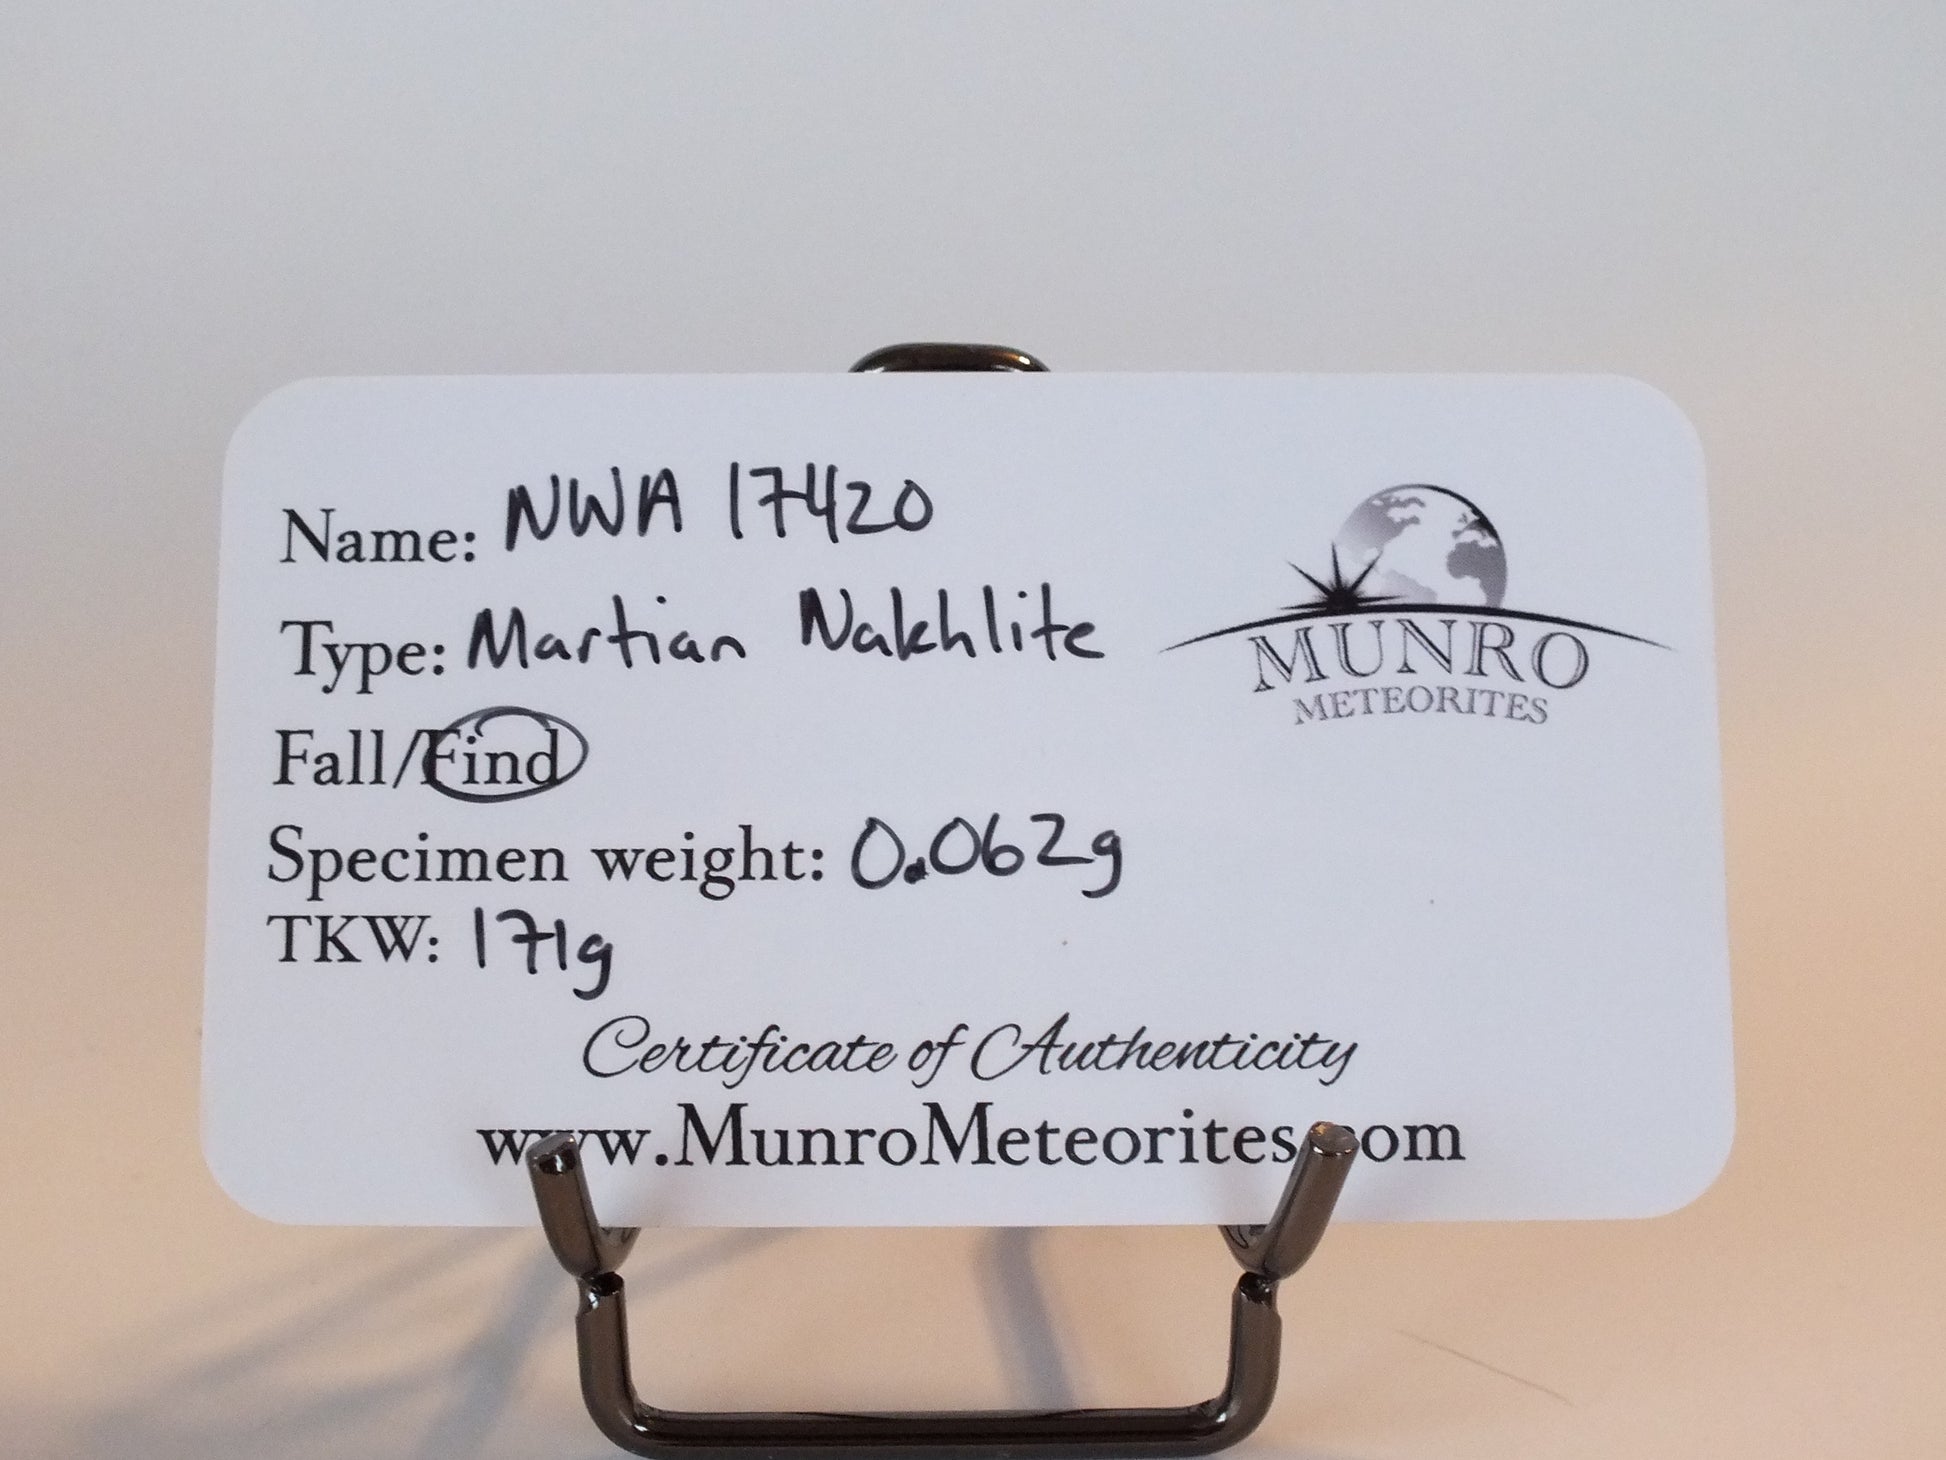 Name: NWA 17420
Type: Martian Nakhlite
MUNRO
METEORITES
Fall/Find
Specimen weight: 0.062g
TKW: 171g
Certificate of Authenticity
www.MunroMeteorites.com